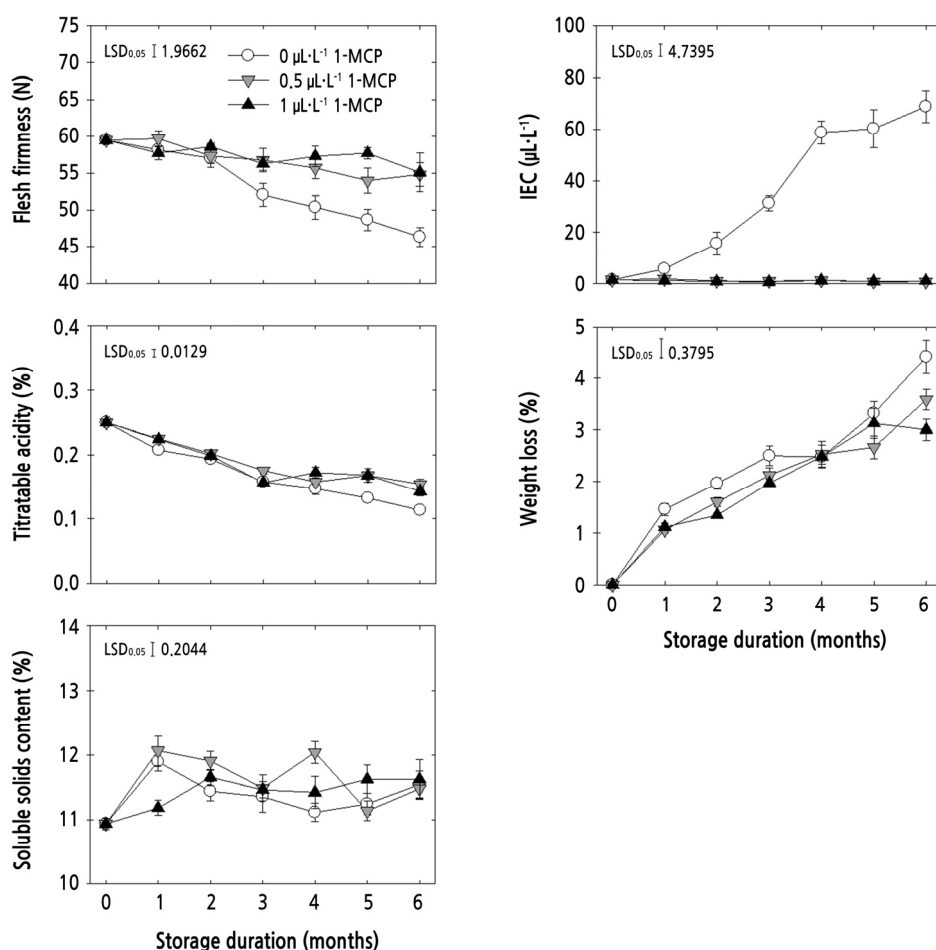 LSD0.05 1.9662
0 µL·L⁻¹ 1-MCP
0.5 µL·L⁻¹ 1-MCP
1 µL·L⁻¹ 1-MCP
Flesh firmness (N)
80
75
70
65
60
55
50
45
40
LSD0.05 4.7395
IEC (µL·L⁻¹)
100
80
60
40
20
0
LSD0.05 0.0129
Titratable acidity (%)
0.4
0.3
0.2
0.1
0.0
LSD0.05 0.3795
Weight loss (%)
5
4
3
2
1
0
0 1 2 3 4 5 6
Storage duration (months)
LSD0.05 0.2044
Soluble solids content (%)
14
13
12
11
10
0 1 2 3 4 5 6
Storage duration (months)